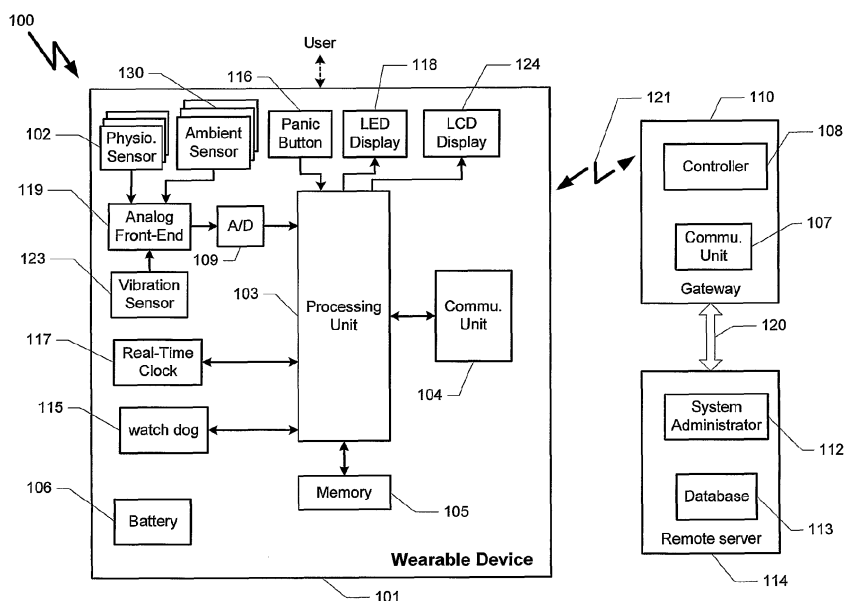 100
User
130
116
118
124
102
Physio.
Sensor
Ambient
Sensor
Panic
Button
LED
Display
LCD
Display
121
110
108
Controller
119
Analog
Front-End
A/D
109
107
Commu.
Unit
Gateway
123
Vibration
Sensor
103
Processing
Unit
Commu.
Unit
104
120
117
Real-Time
Clock
115
watch dog
System
Administrator
112
106
Battery
Memory
105
Database
113
Remote server
114
Wearable Device
101